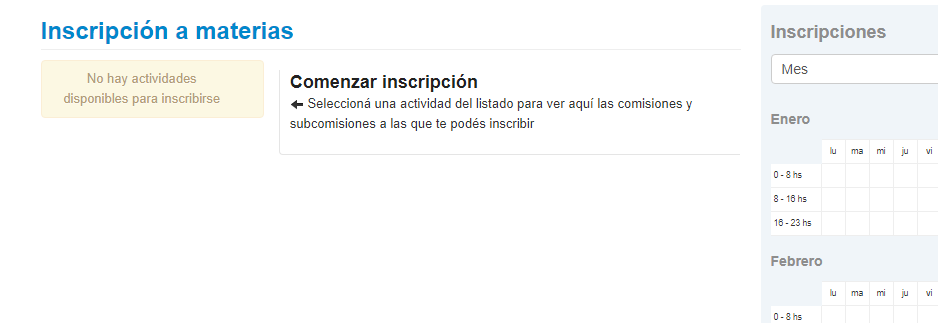 Inscripción a materias
No hay actividades
disponibles para inscribirse
Comenzar inscripción
Seleccioná una actividad del listado para ver aquí las comisiones y
subcomisiones a las que te podés inscribir
Inscripciones
Mes
Enero
lu ma mi ju vi
0 - 8 hs
8 - 16 hs
16 - 23 hs
Febrero
lu ma mi ju vi
0 - 8 hs